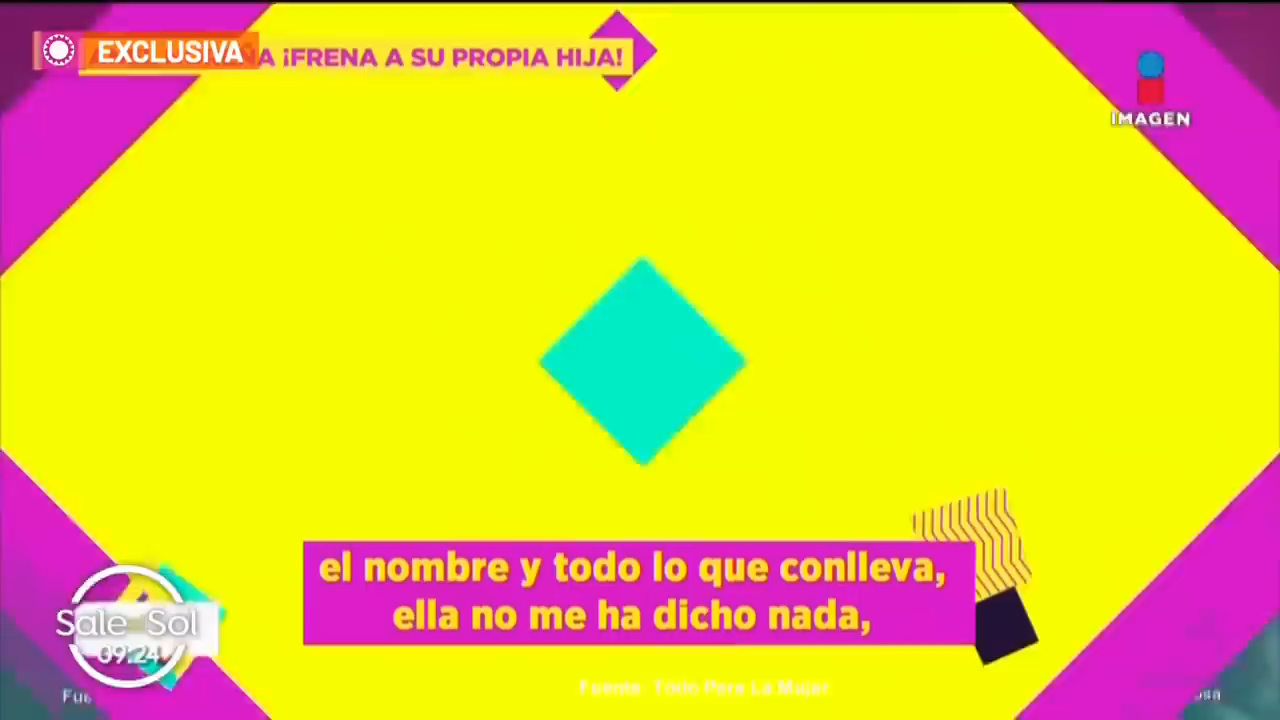 EXCLUSIVA
¡FRENA A SU PROPIA HIJA!
IMAGEN
el nombre y todo lo que conlleva,
ella no me ha dicho nada,
Sale el Sol
09:24
Fuente: Todo Para La Mujer